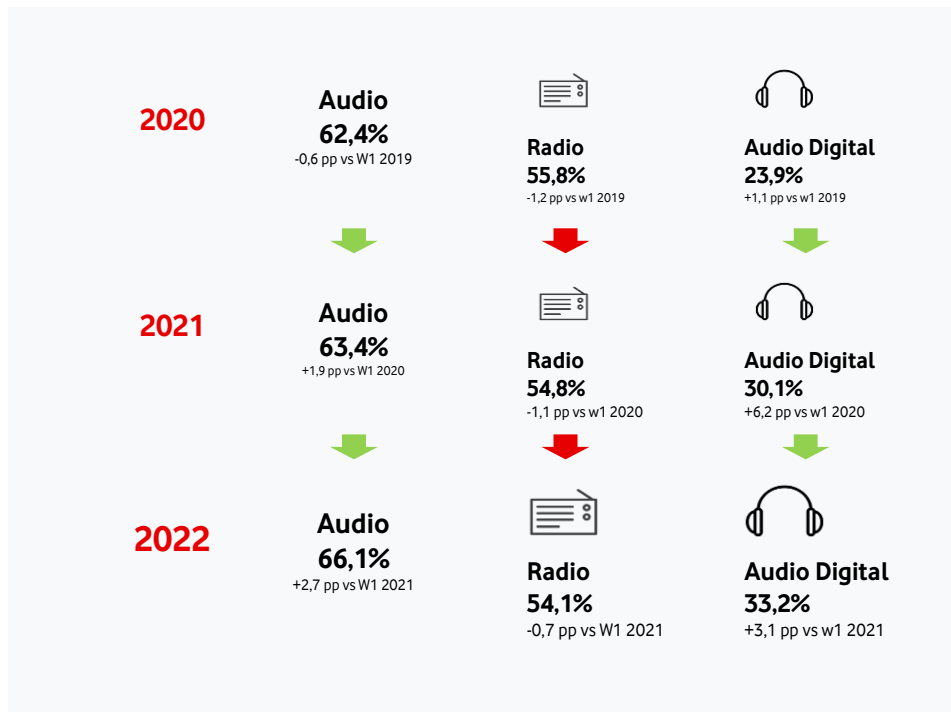 2020
Audio
62,4%
-0,6 pp vs W1 2019
Radio
55,8%
-1,2 pp vs w1 2019
Audio Digital
23,9%
+1,1 pp vs w1 2019
2021
Audio
63,4%
+1,9 pp vs W1 2020
Radio
54,8%
-1,1 pp vs w1 2020
Audio Digital
30,1%
+6,2 pp vs w1 2020
2022
Audio
66,1%
+2,7 pp vs W1 2021
Radio
54,1%
-0,7 pp vs W1 2021
Audio Digital
33,2%
+3,1 pp vs w1 2021